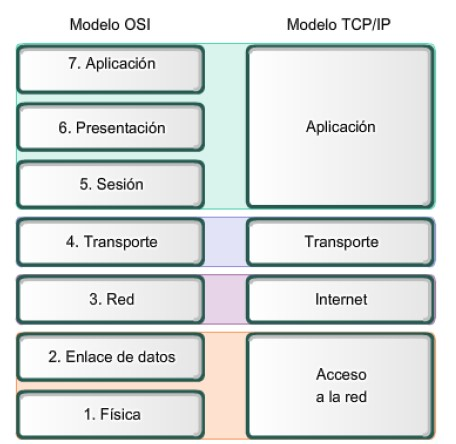 Modelo OSI
Modelo TCP/IP
7. Aplicación
6. Presentación
5. Sesión
Aplicación
4. Transporte
Transporte
3. Red
Internet
2. Enlace de datos
1. Física
Acceso
a la red